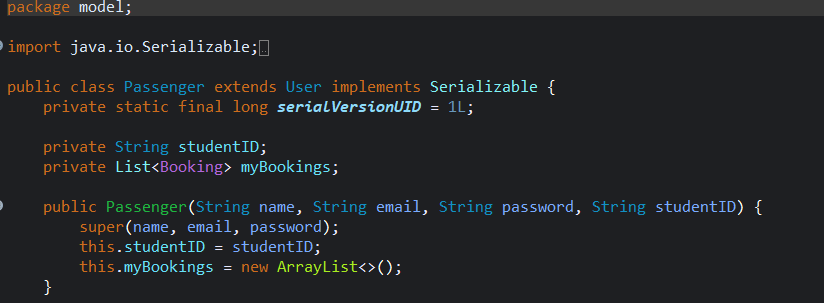 package model;
import java.io.Serializable;
public class Passenger extends User implements Serializable {
private static final long serialVersionUID = 1L;
private String studentID;
private List<Booking> myBookings;
public Passenger(String name, String email, String password, String studentID) {
super(name, email, password);
this.studentID = studentID;
this.myBookings = new ArrayList<>();
}